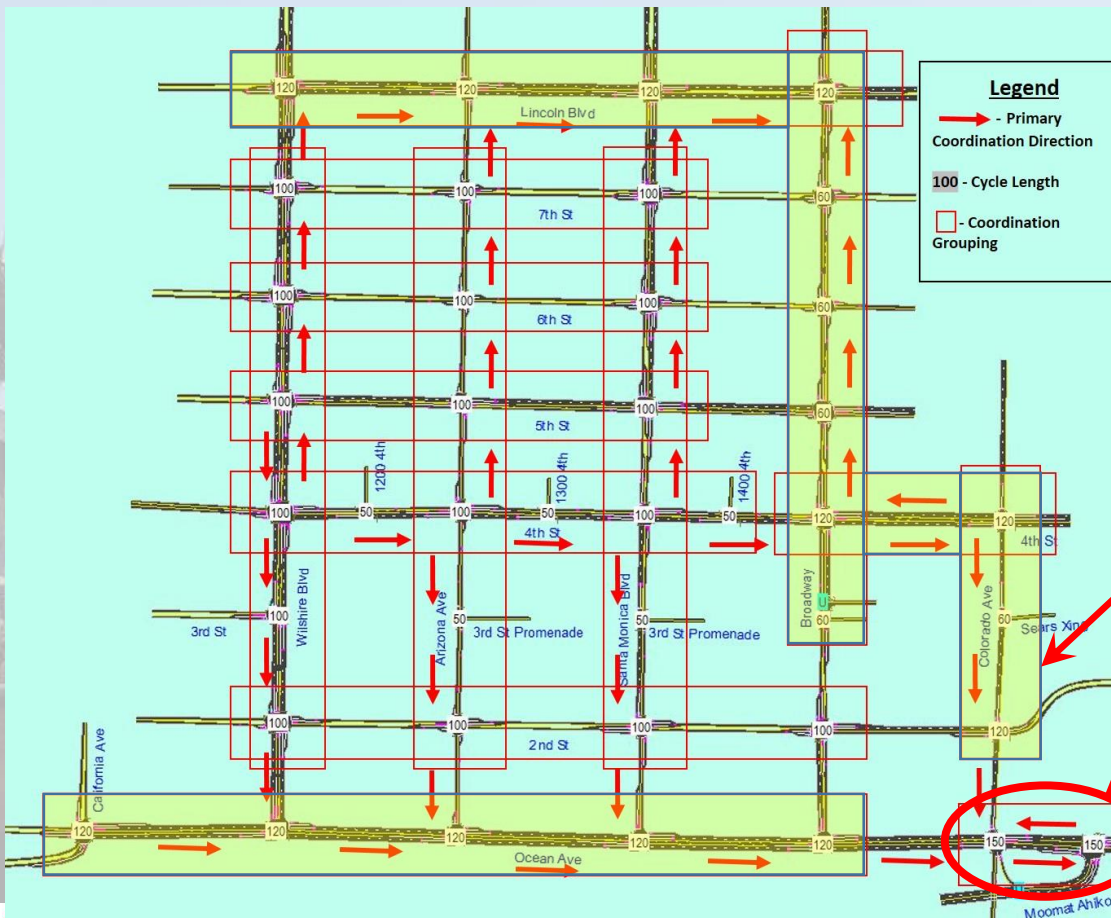 Legend
- Primary
Coordination Direction
100 - Cycle Length
- Coordination
Grouping
120 120 120 120
Lincoln Blvd
100 100 100 60
7th St
100 100 100 60
6th St
100 100 100 60
5th St
1200 4th 1300 4th 1400 4th
100 50 100 50 100 50 120 120
4th St 4th St
Wilshire Blvd
Arizona Ave
Santa Monica Blvd
Broadway
Colorado Ave
100 50 50 60 60
3rd St 3rd St Promenade 3rd St Promenade Sears Xing
100 100 100 100 120
2nd St
California Ave
120 120 120 120 120 150 150
Ocean Ave
Moomat Ahiko